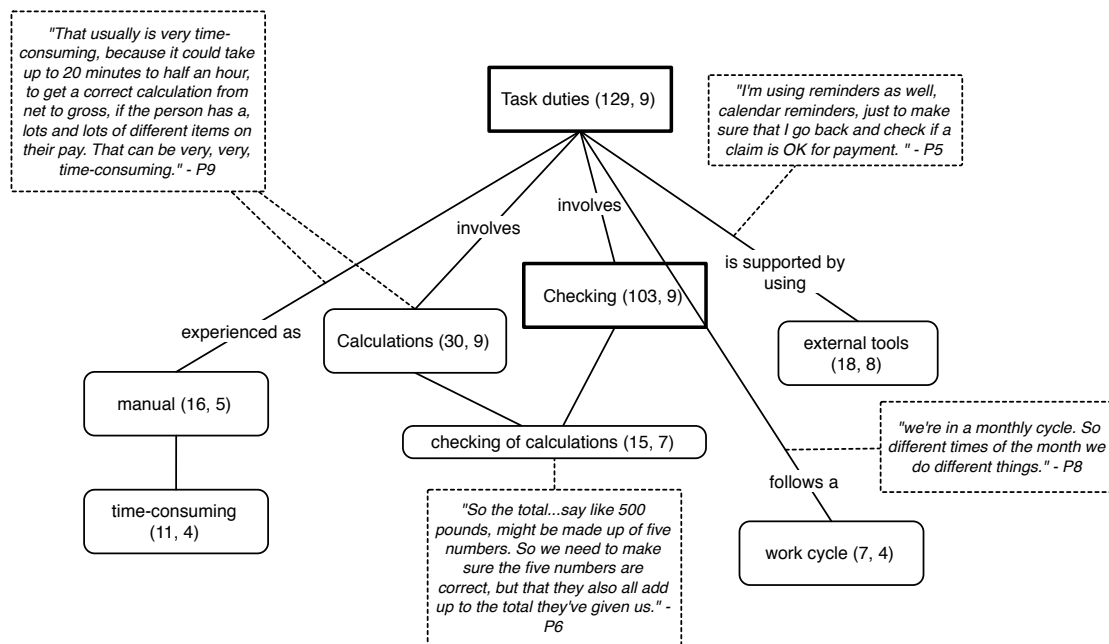 "That usually is very time-
consuming, because it could take
up to 20 minutes to half an hour,
to get a correct calculation from
net to gross, if the person has a,
lots and lots of different items on
their pay. That can be very, very,
time-consuming." - P9
Task duties (129, 9)
"I'm using reminders as well,
calendar reminders, just to make
sure that I go back and check if a
claim is OK for payment. " - P5
involves
involves
is supported by
using
experienced as
Calculations (30, 9)
Checking (103, 9)
external tools
(18, 8)
manual (16, 5)
checking of calculations (15, 7)
"we're in a monthly cycle. So
different times of the month we
do different things." - P8
follows a
time-consuming
(11, 4)
"So the total...say like 500
pounds, might be made up of five
numbers. So we need to make
sure the five numbers are
correct, but that they also all add
up to the total they've given us." -
P6
work cycle (7, 4)